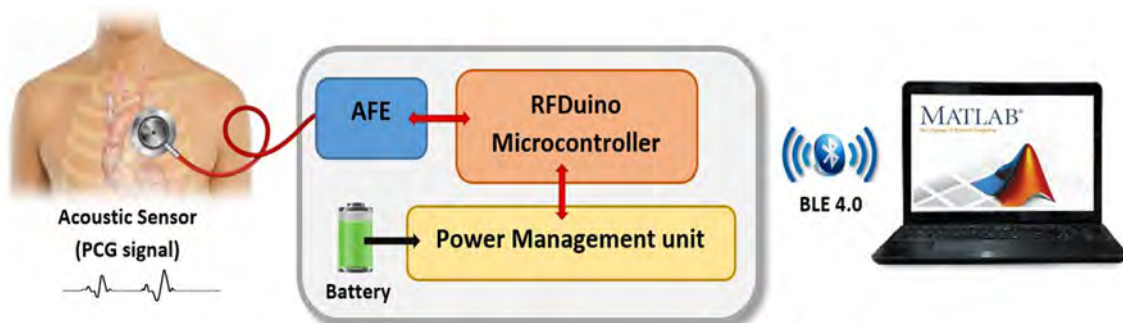 Acoustic Sensor
(PCG signal)
AFE
RFDuino
Microcontroller
Power Management unit
Battery
BLE 4.0
MATLAB®